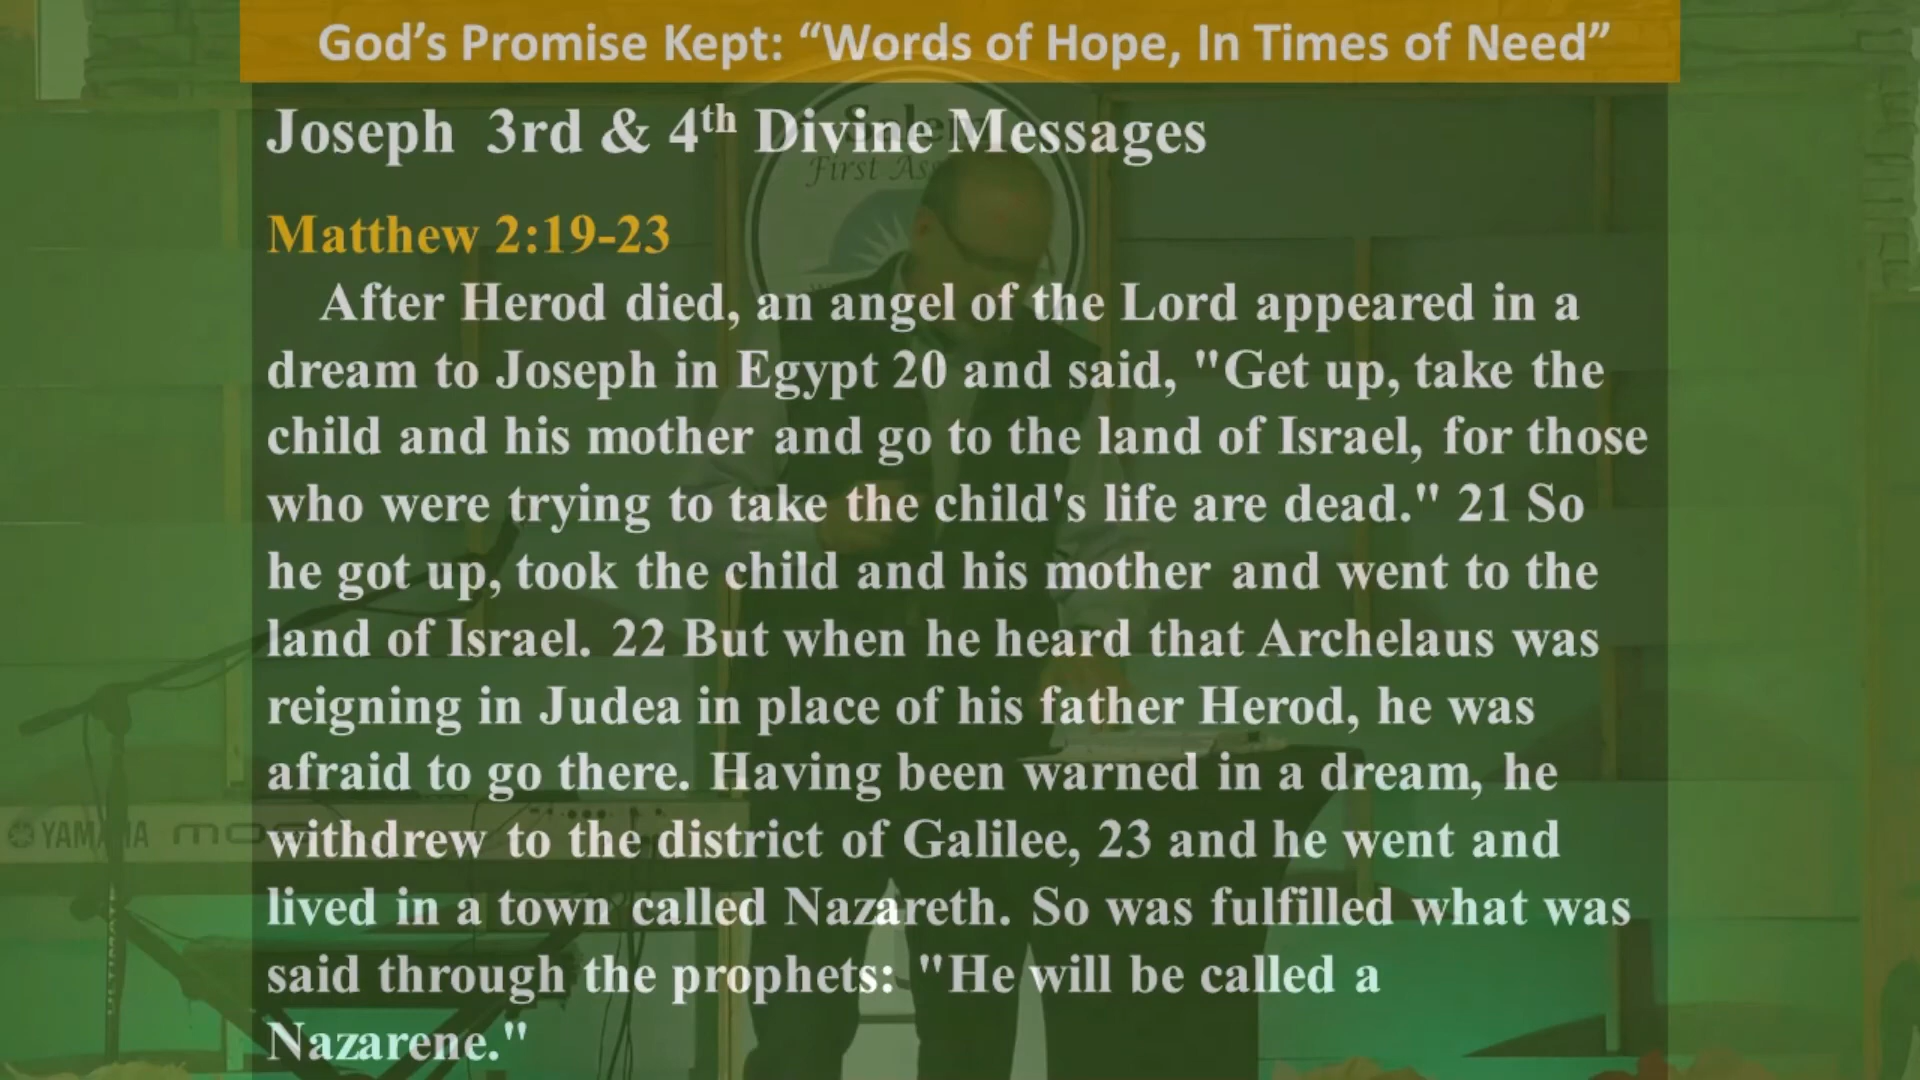 God’s Promise Kept: “Words of Hope, In Times of Need”
Joseph 3rd & 4th Divine Messages
First
Matthew 2:19-23
After Herod died, an angel of the Lord appeared in a
dream to Joseph in Egypt 20 and said, "Get up, take the
child and his mother and go to the land of Israel, for those
who were trying to take the child's life are dead." 21 So
he got up, took the child and his mother and went to the
land of Israel. 22 But when he heard that Archelaus was
reigning in Judea in place of his father Herod, he was
afraid to go there. Having been warned in a dream, he
withdrew to the district of Galilee, 23 and he went and
lived in a town called Nazareth. So was fulfilled what was
said through the prophets: "He will be called a
Nazarene."
YAMAHA